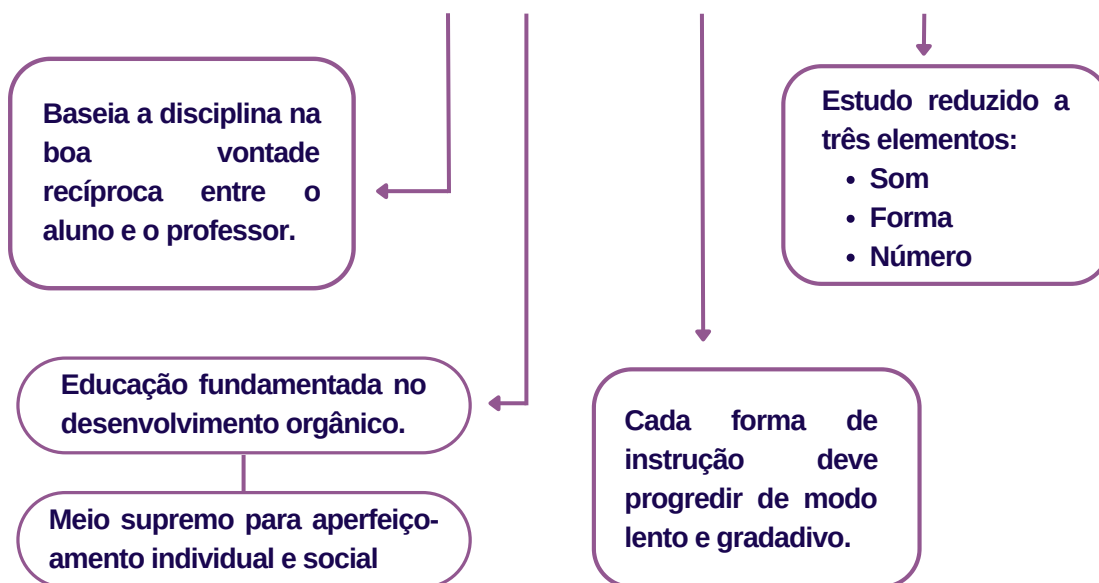 Baseia a disciplina na
boa vontade
recíproca entre o
aluno e o professor.
Estudo reduzido a
três elementos:
• Som
• Forma
• Número
Educação fundamentada no
desenvolvimento orgânico.
Meio supremo para aperfeiço-
amento individual e social
Cada forma de
instrução deve
progredir de modo
lento e gradadivo.